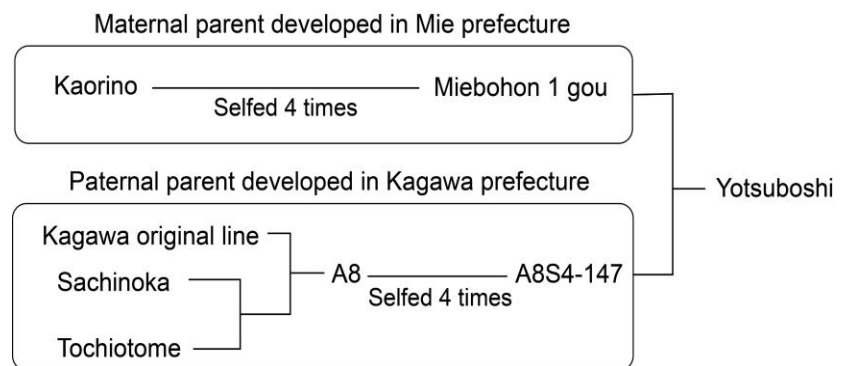 Maternal parent developed in Mie prefecture
Kaorino
Selfed 4 times
Miebohon 1 gou
Paternal parent developed in Kagawa prefecture
Kagawa original line
Sachinoka
Tochiotome
A8
Selfed 4 times
A8S4-147
Yotsuboshi